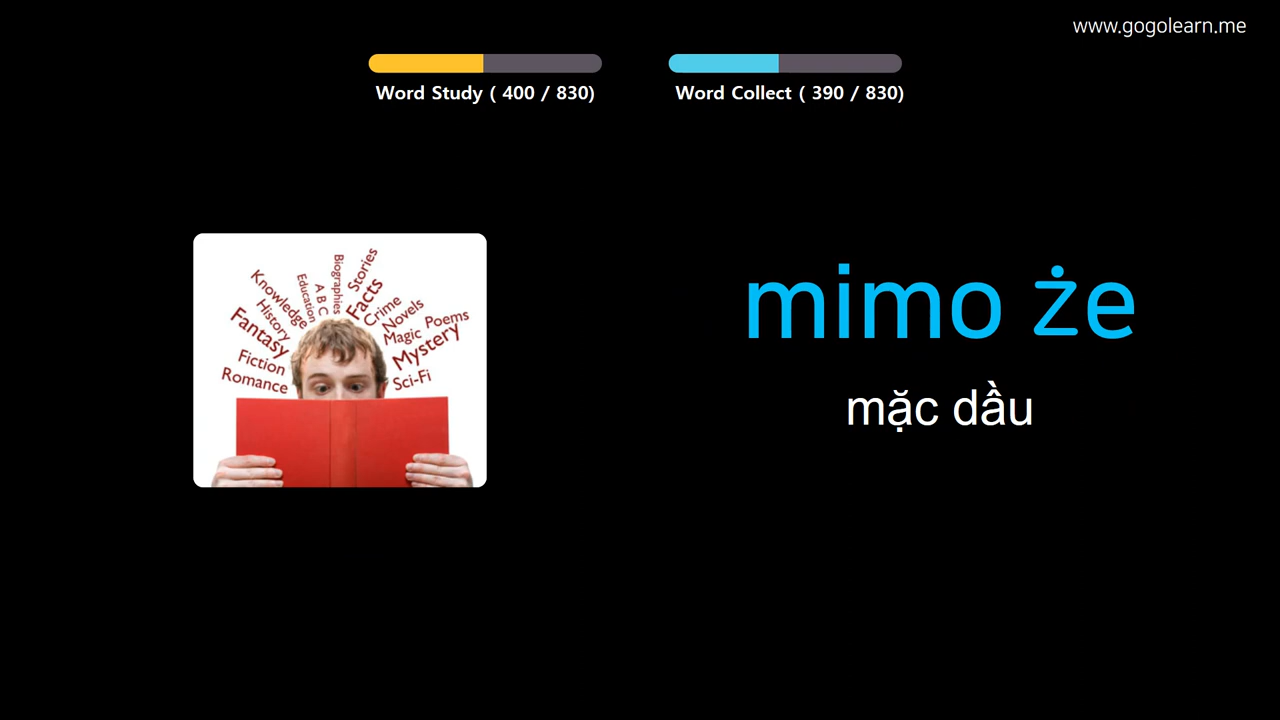 www.gogolearn.me
Word Study ( 400 / 830)
Word Collect ( 390 / 830)
mimo że
mặc dầu
Knowledge
History
Fantasy
Fiction
Romance
Education
A B C
Biographies
Stories
Facts
Crime
Novels
Magic
Poems
Mystery
Sci-Fi